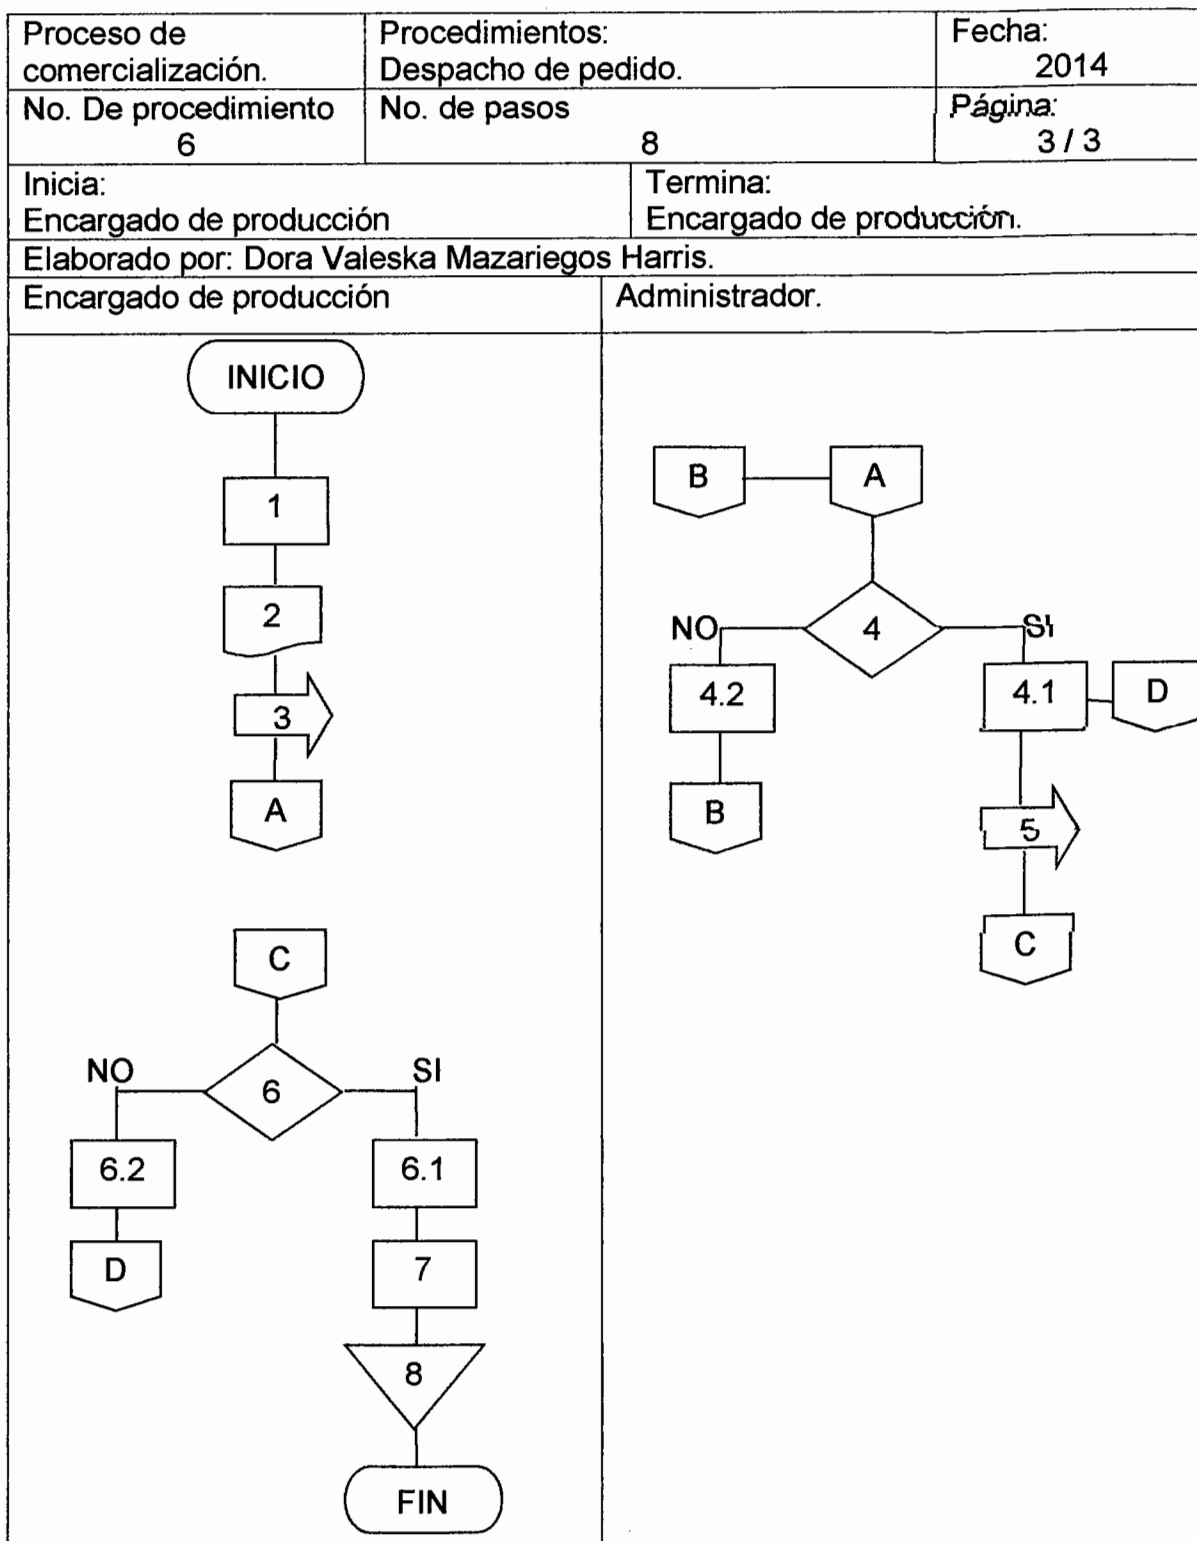 Proceso de
comercialización.
Procedimientos:
Despacho de pedido.
Fecha:
2014
No. De procedimiento
6
No. de pasos
8
Página:
3 / 3
Inicia:
Encargado de producción
Termina:
Encargado de producción.
Elaborado por: Dora Valeska Mazariegos Harris.
Encargado de producción
Administrador.
INICIO
1
2
3
A
C
NO
6
SI
6.2
6.1
D
7
8
FIN
B
A
NO
4
SI
4.2
4.1
D
B
5
C